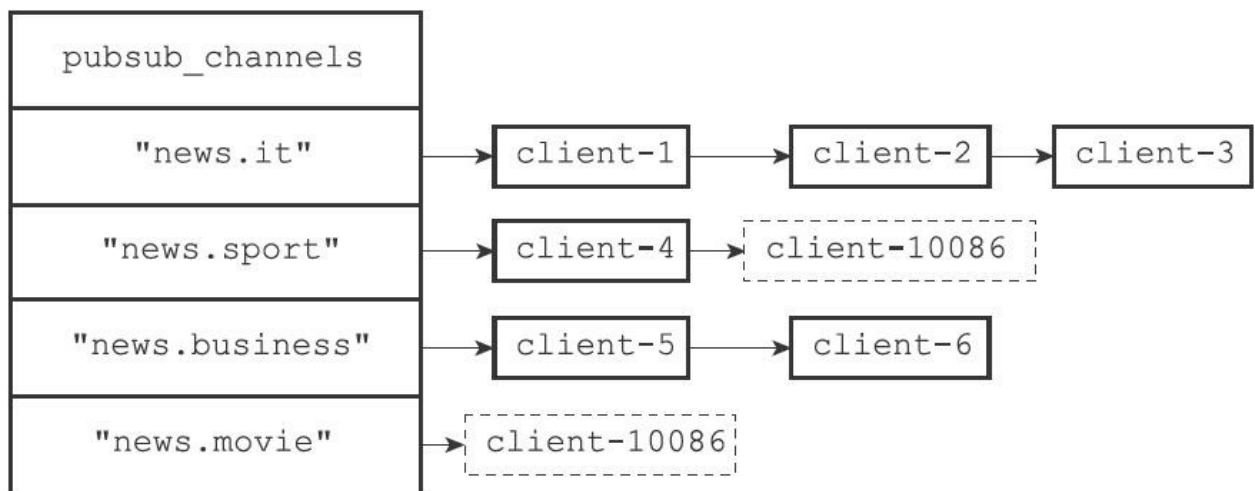 pubsub_channels
"news.it" client-1 client-2 client-3
"news.sport" client-4 client-10086
"news.business" client-5 client-6
"news.movie" client-10086